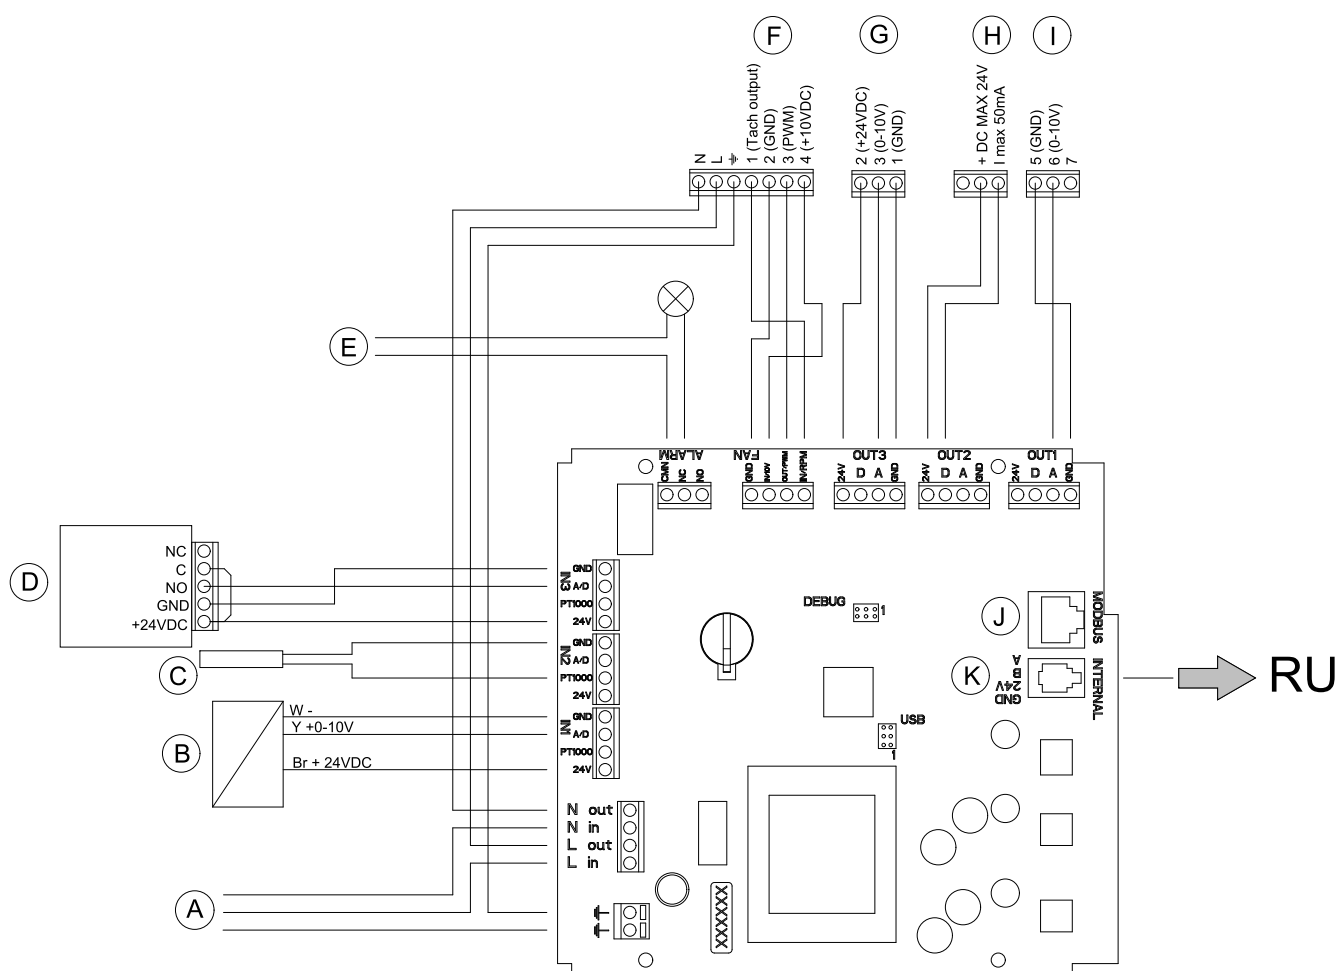 F
G
H
I
N
L
1 (Tach output)
2 (GND)
3 (PWM)
4 (+10VDC)
2 (+24VDC)
3 (0-10V)
1 (GND)
+ DC MAX 24V
I max 50mA
5 (GND)
6 (0-10V)
7
E
ALARM
CMN
NC
NO
FAN
GND
IN/10V
OUT/PWM
IN/RPM
OUT3
24V
D
A
GND
OUT2
24V
D
A
GND
OUT1
24V
D
A
GND
D
NC
C
NO
GND
+24VDC
IN3
GND
A/D
PT1000
24V
C
IN2
GND
A/D
PT1000
24V
B
W -
Y +0-10V
Br + 24VDC
IN1
GND
A/D
PT1000
24V
N out
N in
L out
L in
A
DEBUG
1
USB
1
J
MODBUS
K
A
B
24V
GND
INTERNAL
RU
XXXXXX